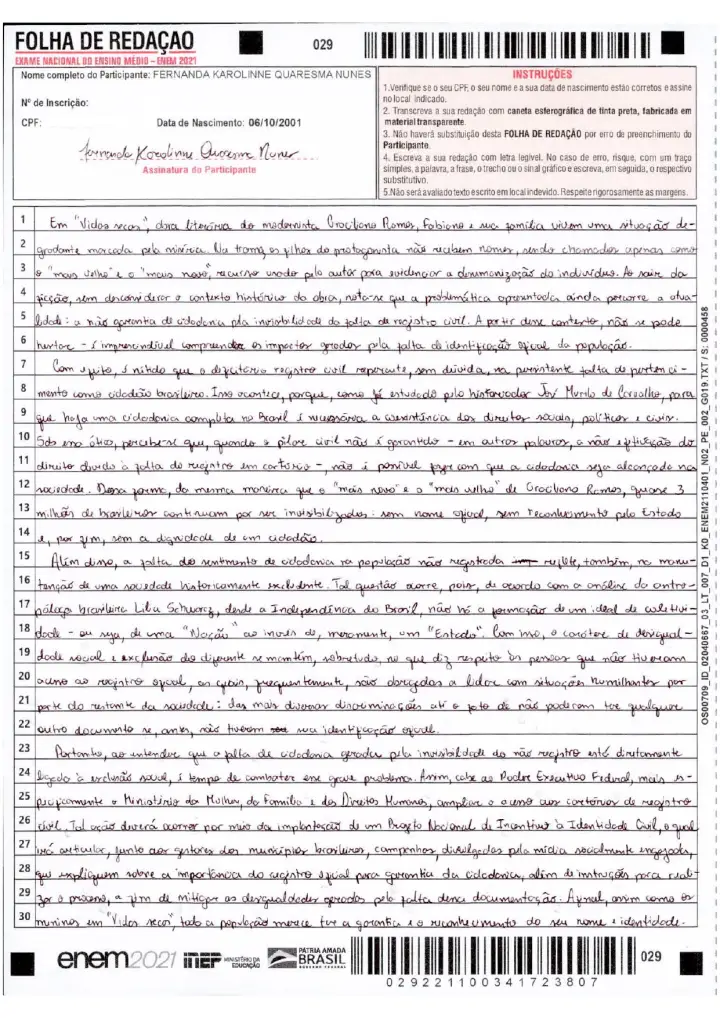 FOLHA DE REDAÇÃO
029
EXAME NACIONAL DO ENSINO MÉDIO – ENEM 2021
Nome completo do Participante: FERNANDA KAROLINNE QUARESMA NUNES
Nº de Inscrição:
CPF: Data de Nascimento: 06/10/2001
Fernanda Karolinne Quaresma Nunes
Assinatura do Participante
INSTRUÇÕES
1.Verifique se o seu CPF, o seu nome e a sua data de nascimento estão corretos e assine
no local indicado.
2. Transcreva a sua redação com caneta esferográfica de tinta preta, fabricada em
material transparente.
3. Não haverá substituição desta FOLHA DE REDAÇÃO por erro de preenchimento do
Participante.
4. Escreva a sua redação com letra legível. No caso de erro, risque, com um traço
simples, a palavra, a frase, o trecho ou o sinal gráfico e escreva, em seguida, o respectivo
substitutivo.
5.Não será avaliado texto escrito em local indevido. Respeite rigorosamente as margens.
1 Em "Vidas secas", obra literária do modernista Graciliano Ramos, Fabiano e sua família vivem uma situação de-
2 gradante marcada pela miséria. Na trama, os filhos do protagonista não recebem nomes, sendo chamados apenas como
3 o "mais velho" e o "mais novo", recurso usado pelo autor para evidenciar a desumanização do indivíduo. Ao sair da
4 ficção, sem desconsiderar o contexto histórico da obra, nota-se que a problemática apresentada ainda percorre a atua-
5 lidade: a não garantia de cidadania pela invisibilidade da falta de registro civil. A partir desse contexto, não se pode
6 hesitar – é imprescindível compreender os impactos gerados pela falta de identificação oficial da população.
7 Com efeito, é nítido que o deficitário registro civil repercute, sem dúvida, na persistente falta de pertenci-
8 mento como cidadão brasileiro. Isso acontece, porque, como já estudado pelo historiador José Murilo de Carvalho, para
9 que haja uma cidadania completa no Brasil é necessária a coexistência dos direitos sociais, políticos e civis.
10 Sob essa ótica, percebe-se que, quando o pilar civil não é garantido – em outras palavras, a não efetivação do
11 direito devido à falta do registro em cartório –, não é possível fazer com que a cidadania seja alcançada na
12 sociedade. Dessa forma, da mesma maneira que o "mais novo" e o "mais velho" de Graciliano Ramos, quase 3
13 milhões de brasileiros continuam por ser invisibilizados: sem nome oficial, sem reconhecimento pelo Estado
14 e, por fim, sem a dignidade de um cidadão.
15 Além disso, a falta do sentimento de cidadania na população não registrada reflete, também, na manu-
16 tenção de uma sociedade historicamente excludente. Tal questão ocorre, pois, de acordo com a análise da antro-
17 póloga brasileira Lilia Schwarcz, desde a Independência do Brasil, não há a formação de um ideal de coletivi-
18 dade – ou seja, de uma "Nação" ao invés de, meramente, um "Estado". Com isso, o caráter de desigual-
19 dade social e exclusão do diferente se mantém, sobretudo, no que diz respeito às pessoas que não tiveram
20 acesso ao registro oficial, as quais, frequentemente, são obrigadas a lidar com situações humilhantes por
21 parte do restante da sociedade: das mais diversas discriminações até o fato de não poderem ter qualquer
22 outro documento se, antes, não tiverem sua identificação oficial.
23 Portanto, ao entender que a falta de cidadania gerada pela invisibilidade do não registro está diretamente
24 ligada à exclusão social, é tempo de combater esse grave problema. Assim, cabe ao Poder Executivo Federal, mais es-
25 pecificamente o Ministério da Mulher, da Família e dos Direitos Humanos, ampliar o acesso aos cartórios de registro
26 civil. Tal ação deverá ocorrer por meio da implantação de um Projeto Nacional de Incentivo à Identidade Civil, o qual
27 irá articular, junto aos gestores dos municípios brasileiros, campanhas, divulgadas pela mídia socialmente engajada,
28 que expliquem sobre a importância do registro oficial para garantia da cidadania, além de instruções para reali-
29 zar o processo, a fim de mitigar as desigualdades geradas pela falta dessa documentação. Afinal, assim como os
30 meninos em "Vidas secas", toda a população merece ter a garantia e o reconhecimento do seu nome e identidade.
OS00709_ID_02040667_03_LT_007_D1_K0_ENEM2110401_N02_PE_002_G019.TXT / S: 0000458
enem2021 inep MINISTÉRIO DA EDUCAÇÃO PÁTRIA AMADA BRASIL GOVERNO FEDERAL
029
029221100341723807